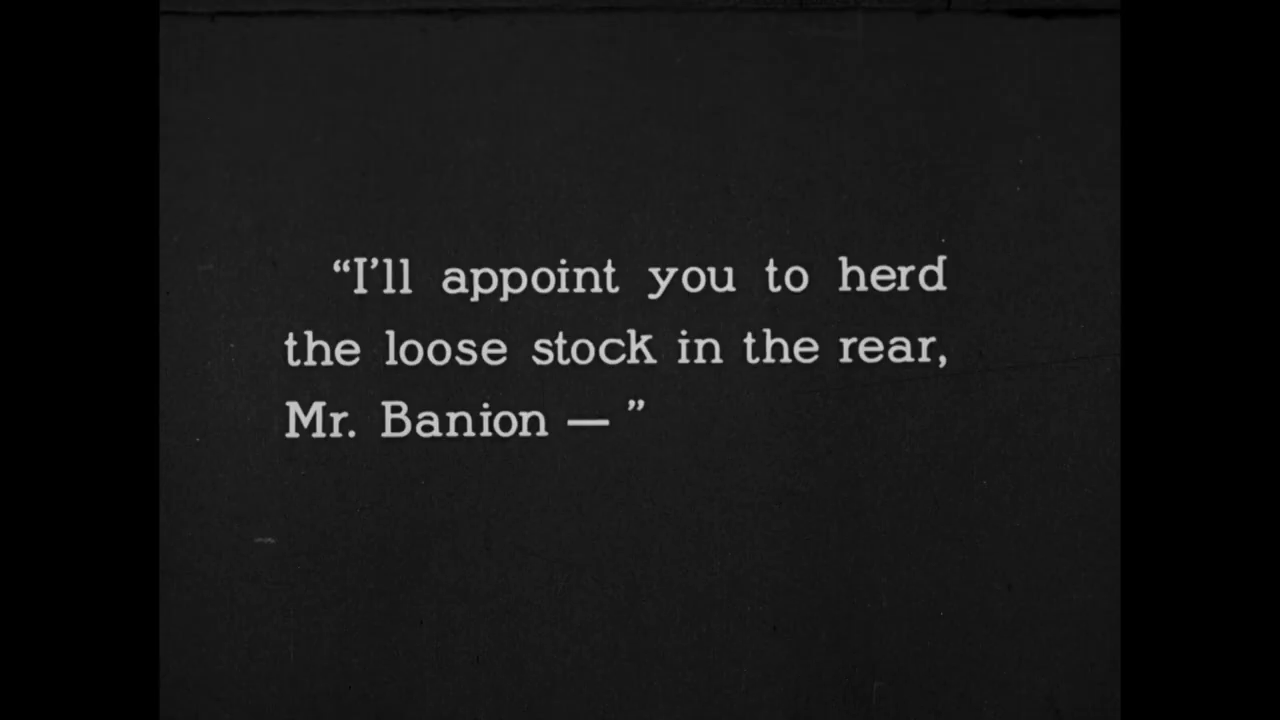 “I’ll appoint you to herd
the loose stock in the rear,
Mr. Banion — ”